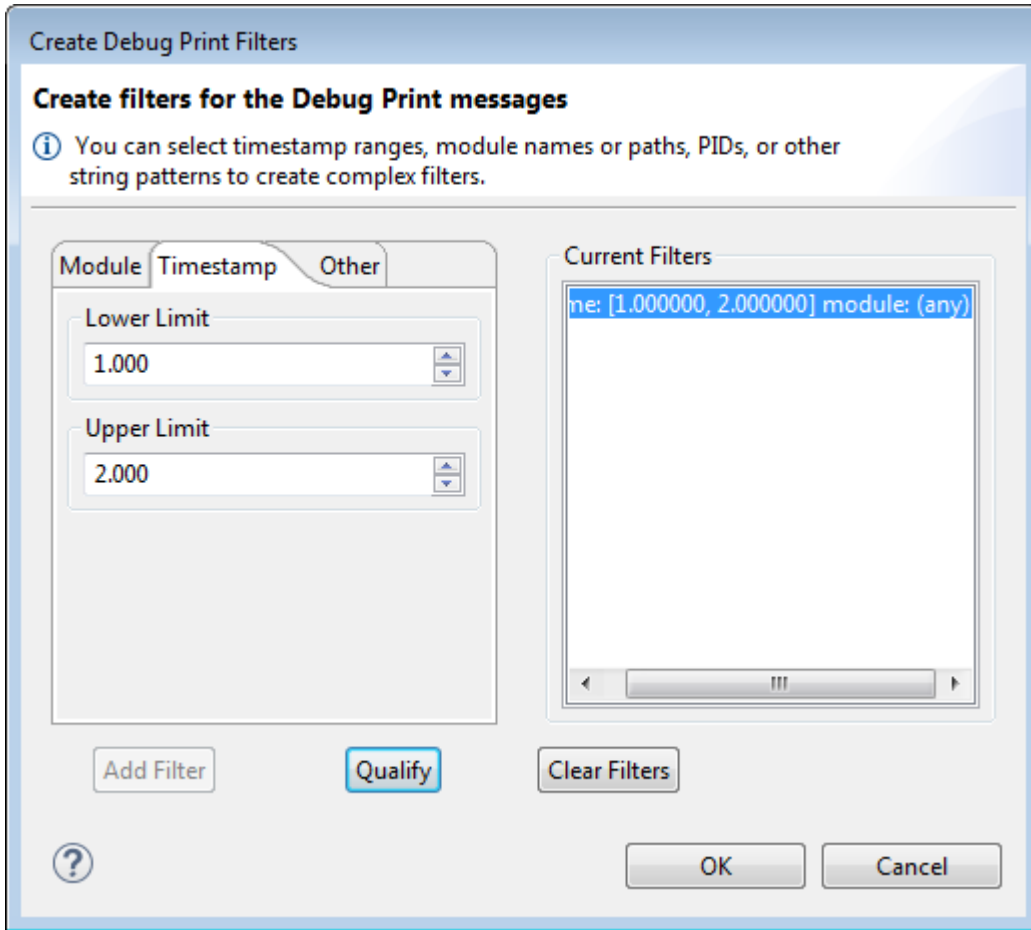 Create Debug Print Filters
Create filters for the Debug Print messages
You can select timestamp ranges, module names or paths, PIDs, or other
string patterns to create complex filters.
Module Timestamp Other
Lower Limit
1.000
Upper Limit
2.000
Current Filters
me: [1.000000, 2.000000] module: (any)
Add Filter Qualify Clear Filters
? OK Cancel